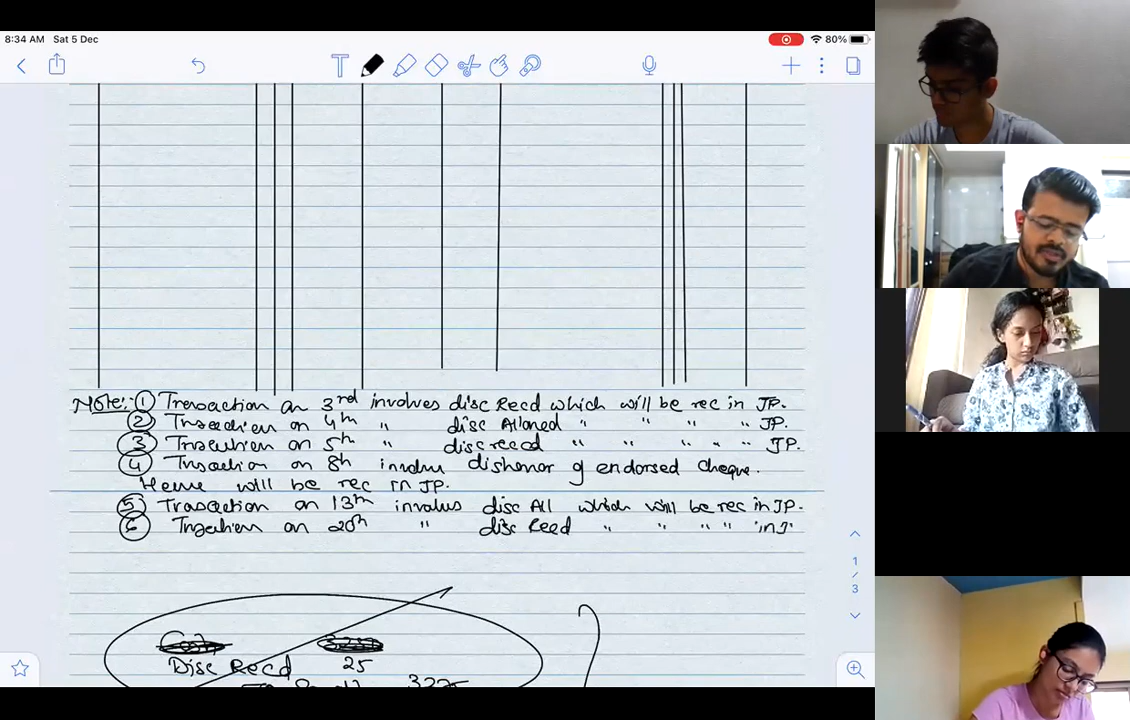 8:34 AM Sat 5 Dec
80%
T
Note:- ① Transaction on 3rd involves disc Recd which will be rec in JP.
② Transaction on 4th " disc Allowed " " " " JP.
③ Transaction on 5th " disc recd " " " " JP.
④ Transaction on 8th involve dishonor of endorsed cheque.
Hence will be rec in JP.
⑤ Transaction on 13th involves disc All which will be rec in JP.
⑥ Transaction on 20th " disc Recd " " " " in J
1
/
3
Disc Recd 25